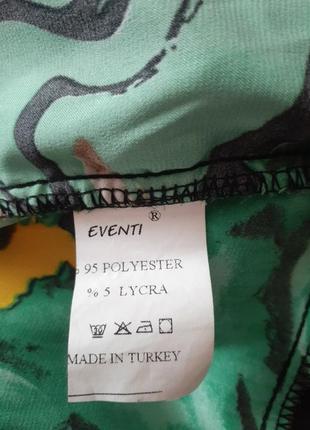 EVENTI ®
% 95 POLYESTER
% 5 LYCRA
MADE IN TURKEY